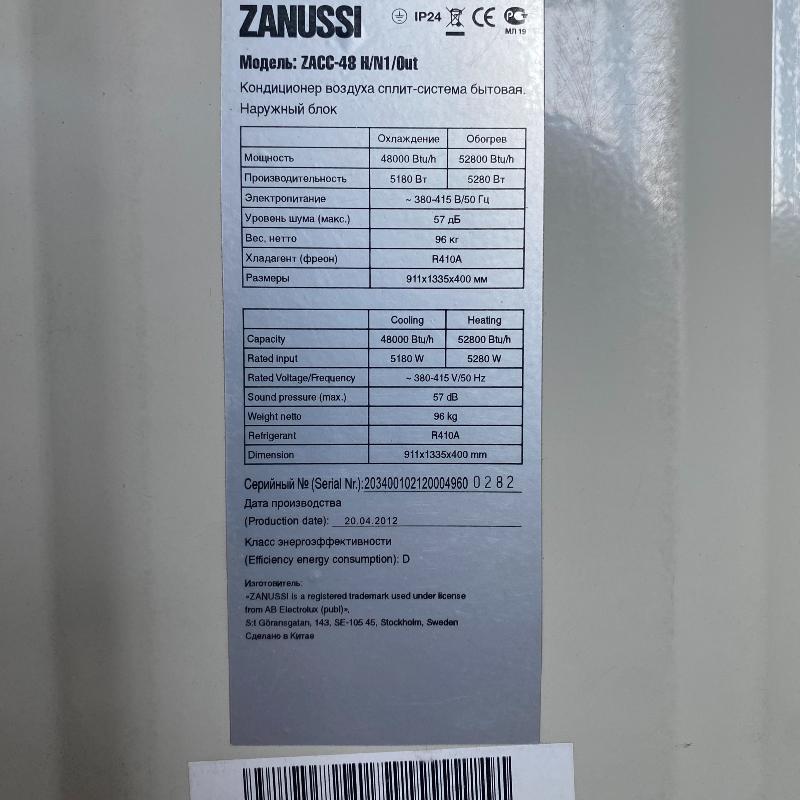 ZANUSSI IP24 CE РС
МЛ 19
Модель: ZACC-48 H/N1/Out
Кондиционер воздуха сплит-система бытовая.
Наружный блок
Охлаждение Обогрев
Мощность 48000 Btu/h 52800 Btu/h
Производительность 5180 Вт 5280 Вт
Электропитание ~ 380-415 В/50 Гц
Уровень шума (макс.) 57 дБ
Вес, нетто 96 кг
Хладагент (фреон) R410A
Размеры 911x1335x400 мм
Cooling Heating
Capacity 48000 Btu/h 52800 Btu/h
Rated input 5180 W 5280 W
Rated Voltage/Frequency ~ 380-415 V/50 Hz
Sound pressure (max.) 57 dB
Weight netto 96 kg
Refrigerant R410A
Dimension 911x1335x400 mm
Серийный № (Serial Nr.):203400102120004960 0282
Дата производства
(Production date): 20.04.2012
Класс энергоэффективности
(Efficiency energy consumption): D
Изготовитель:
«ZANUSSI is a registered trademark used under license
from AB Electrolux (publ)»,
S:t Göransgatan, 143, SE-105 45, Stockholm, Sweden
Сделано в Китае